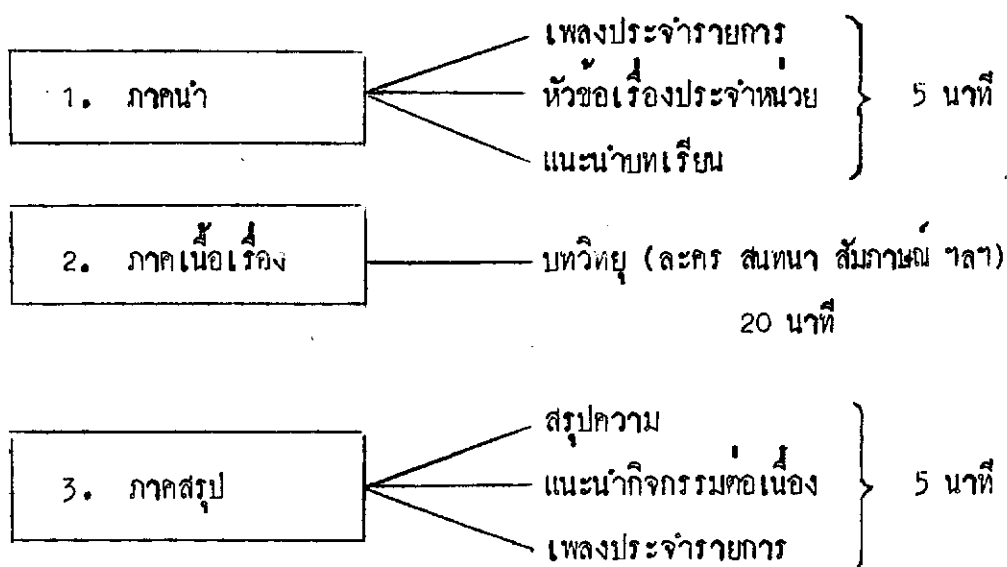 เพลงประจำรายการ
1. ภาคนำ
หัวข้อเรื่องประจำหน่วย
5 นาที
แนะนำบทเรียน
2. ภาคเนื้อเรื่อง
บทวิทยุ (ละคร สนทนา สัมภาษณ์ ฯลฯ)
20 นาที
สรุปความ
3. ภาคสรุป
แนะนำกิจกรรมต่อเนื่อง
5 นาที
เพลงประจำรายการ